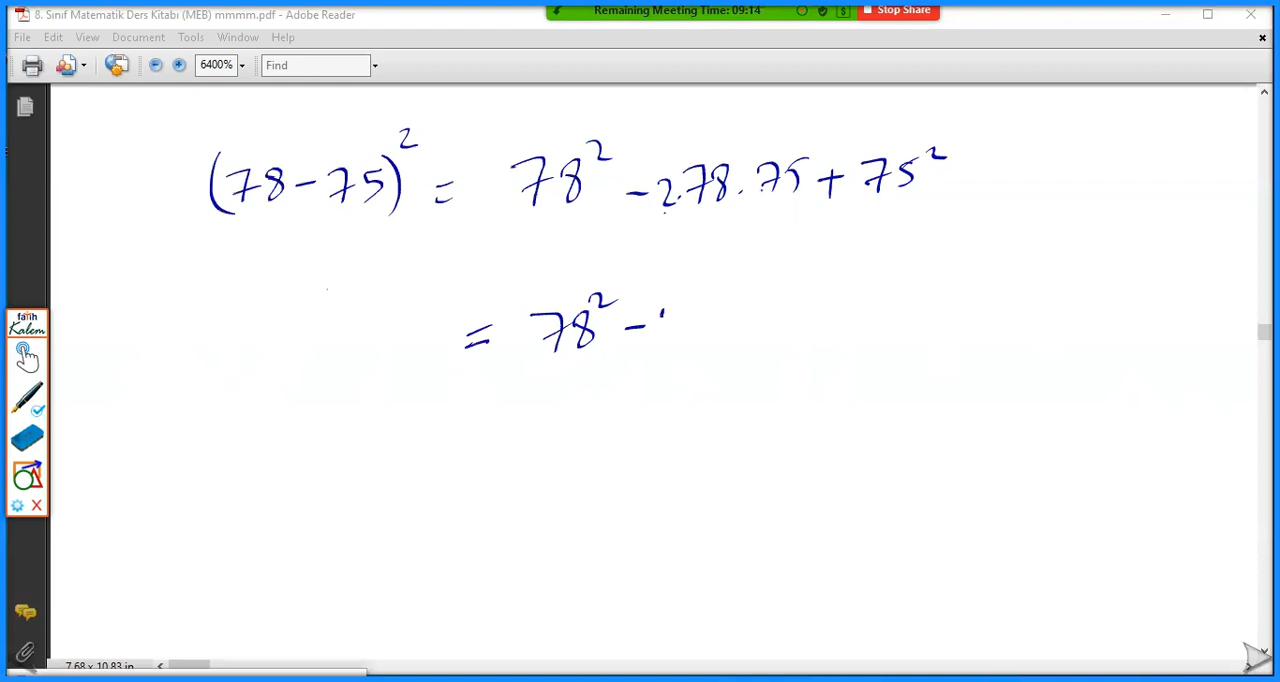 8. Sınıf Matematik Ders Kitabı (MEB) mmmm.pdf - Adobe Reader
Remaining Meeting Time: 09:14
Stop Share
File Edit View Document Tools Window Help
6400% Find
(78-75)² = 78² - 2.78.75 + 75²
= 78² -
fatih
Kalem
7,68 x 10,83 in